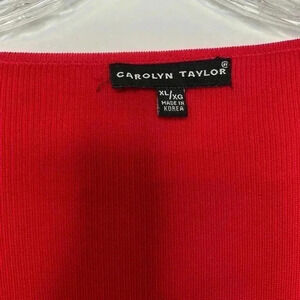 CAROLYN TAYLOR ®
XL/XG
MADE IN
KOREA